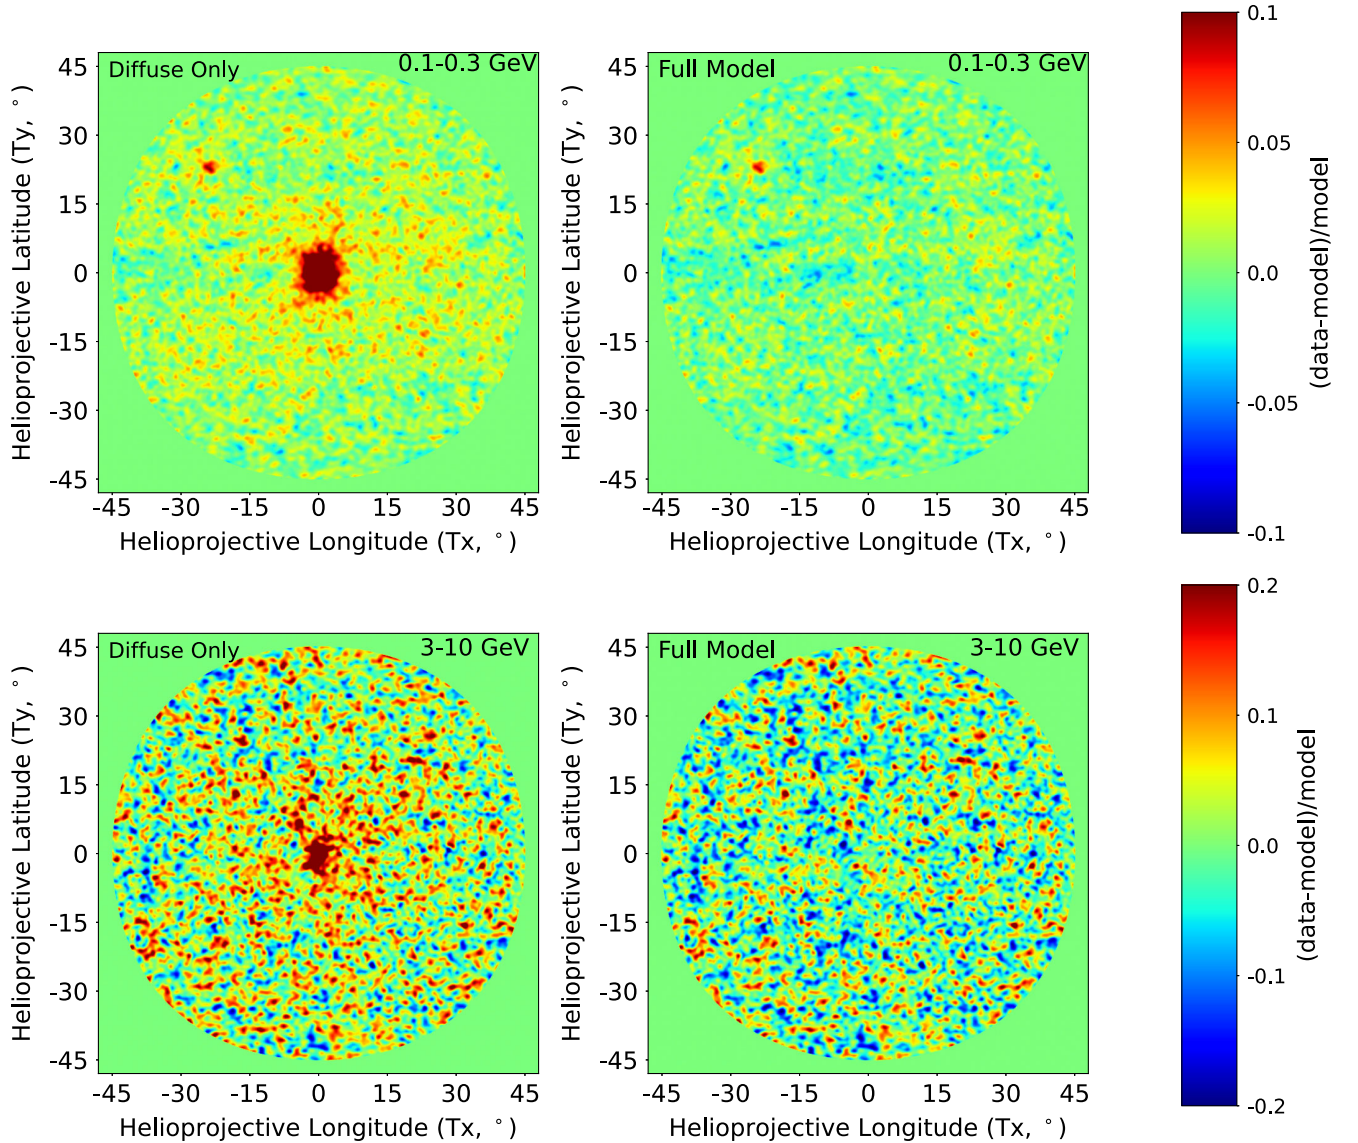 Diffuse Only 0.1-0.3 GeV
45
30
15
0
-15
-30
-45
-45 -30 -15 0 15 30 45
Helioprojective Latitude (Ty, °)
Helioprojective Longitude (Tx, °)
Full Model 0.1-0.3 GeV
45
30
15
0
-15
-30
-45
-45 -30 -15 0 15 30 45
Helioprojective Latitude (Ty, °)
Helioprojective Longitude (Tx, °)
0.1
0.05
0.0
-0.05
-0.1
(data-model)/model
Diffuse Only 3-10 GeV
45
30
15
0
-15
-30
-45
-45 -30 -15 0 15 30 45
Helioprojective Latitude (Ty, °)
Helioprojective Longitude (Tx, °)
Full Model 3-10 GeV
45
30
15
0
-15
-30
-45
-45 -30 -15 0 15 30 45
Helioprojective Latitude (Ty, °)
Helioprojective Longitude (Tx, °)
0.2
0.1
0.0
-0.1
-0.2
(data-model)/model